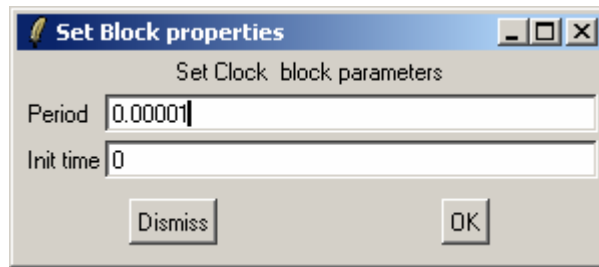 Set Block properties
Set Clock block parameters
Period 0.00001
Init time 0
Dismiss OK